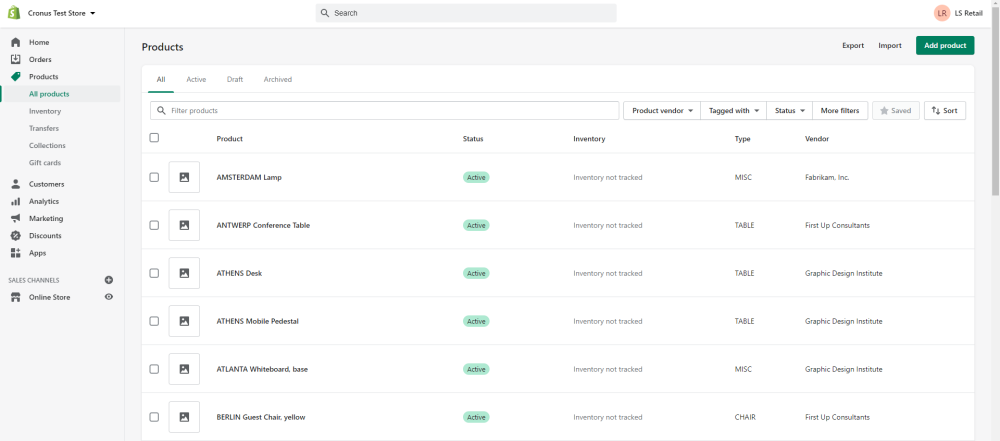 Cronus Test Store
Search
LR LS Retail
Home
Orders
Products
All products
Inventory
Transfers
Collections
Gift cards
Customers
Analytics
Marketing
Discounts
Apps
SALES CHANNELS
Online Store
Products
Export Import Add product
All Active Draft Archived
Filter products Product vendor Tagged with Status More filters Saved Sort
Product Status Inventory Type Vendor
AMSTERDAM Lamp Active Inventory not tracked MISC Fabrikam, Inc.
ANTWERP Conference Table Active Inventory not tracked TABLE First Up Consultants
ATHENS Desk Active Inventory not tracked TABLE Graphic Design Institute
ATHENS Mobile Pedestal Active Inventory not tracked TABLE Graphic Design Institute
ATLANTA Whiteboard, base Active Inventory not tracked MISC Graphic Design Institute
BERLIN Guest Chair, yellow Active Inventory not tracked CHAIR First Up Consultants